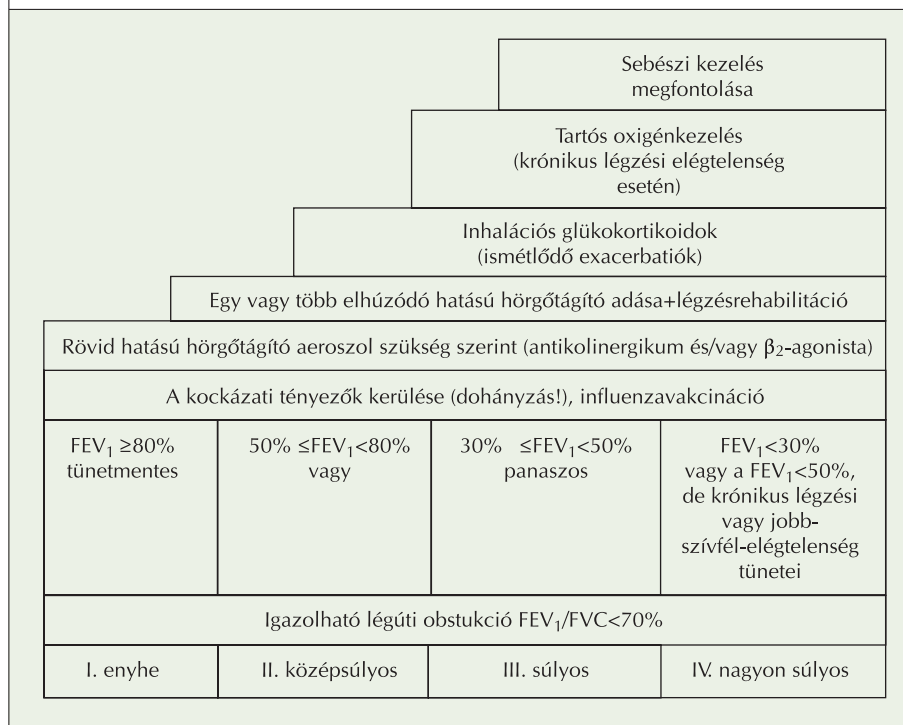 Sebészi kezelés
megfontolása
Tartós oxigénkezelés
(krónikus légzési elégtelenség
esetén)
Inhalációs glükokortikoidok
(ismétlődő exacerbatiók)
Egy vagy több elhúzódó hatású hörgőtágító adása+légzésrehabilitáció
Rövid hatású hörgőtágító aeroszol szükség szerint (antikolinergikum és/vagy β₂-agonista)
A kockázati tényezők kerülése (dohányzás!), influenzavakcináció
FEV₁ ≥80%
tünetmentes
50% ≤FEV₁<80%
vagy
30% ≤FEV₁<50%
panaszos
FEV₁<30%
vagy a FEV₁<50%,
de krónikus légzési
vagy jobb-
szívfél-elégtelenség
tünetei
Igazolható légúti obstukció FEV₁/FVC<70%
I. enyhe
II. középsúlyos
III. súlyos
IV. nagyon súlyos